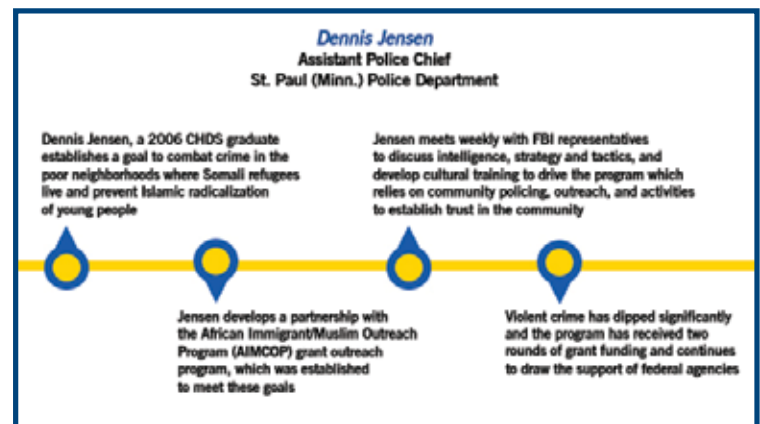 Dennis Jensen
Assistant Police Chief
St. Paul (Minn.) Police Department
Dennis Jensen, a 2006 CHDS graduate
establishes a goal to combat crime in the
poor neighborhoods where Somali refugees
live and prevent Islamic radicalization
of young people
Jensen develops a partnership with
the African Immigrant/Muslim Outreach
Program (AIMCOP) grant outreach
program, which was established
to meet these goals
Jensen meets weekly with FBI representatives
to discuss intelligence, strategy and tactics, and
develop cultural training to drive the program which
relies on community policing, outreach, and activities
to establish trust in the community
Violent crime has dipped significantly
and the program has received two
rounds of grant funding and continues
to draw the support of federal agencies